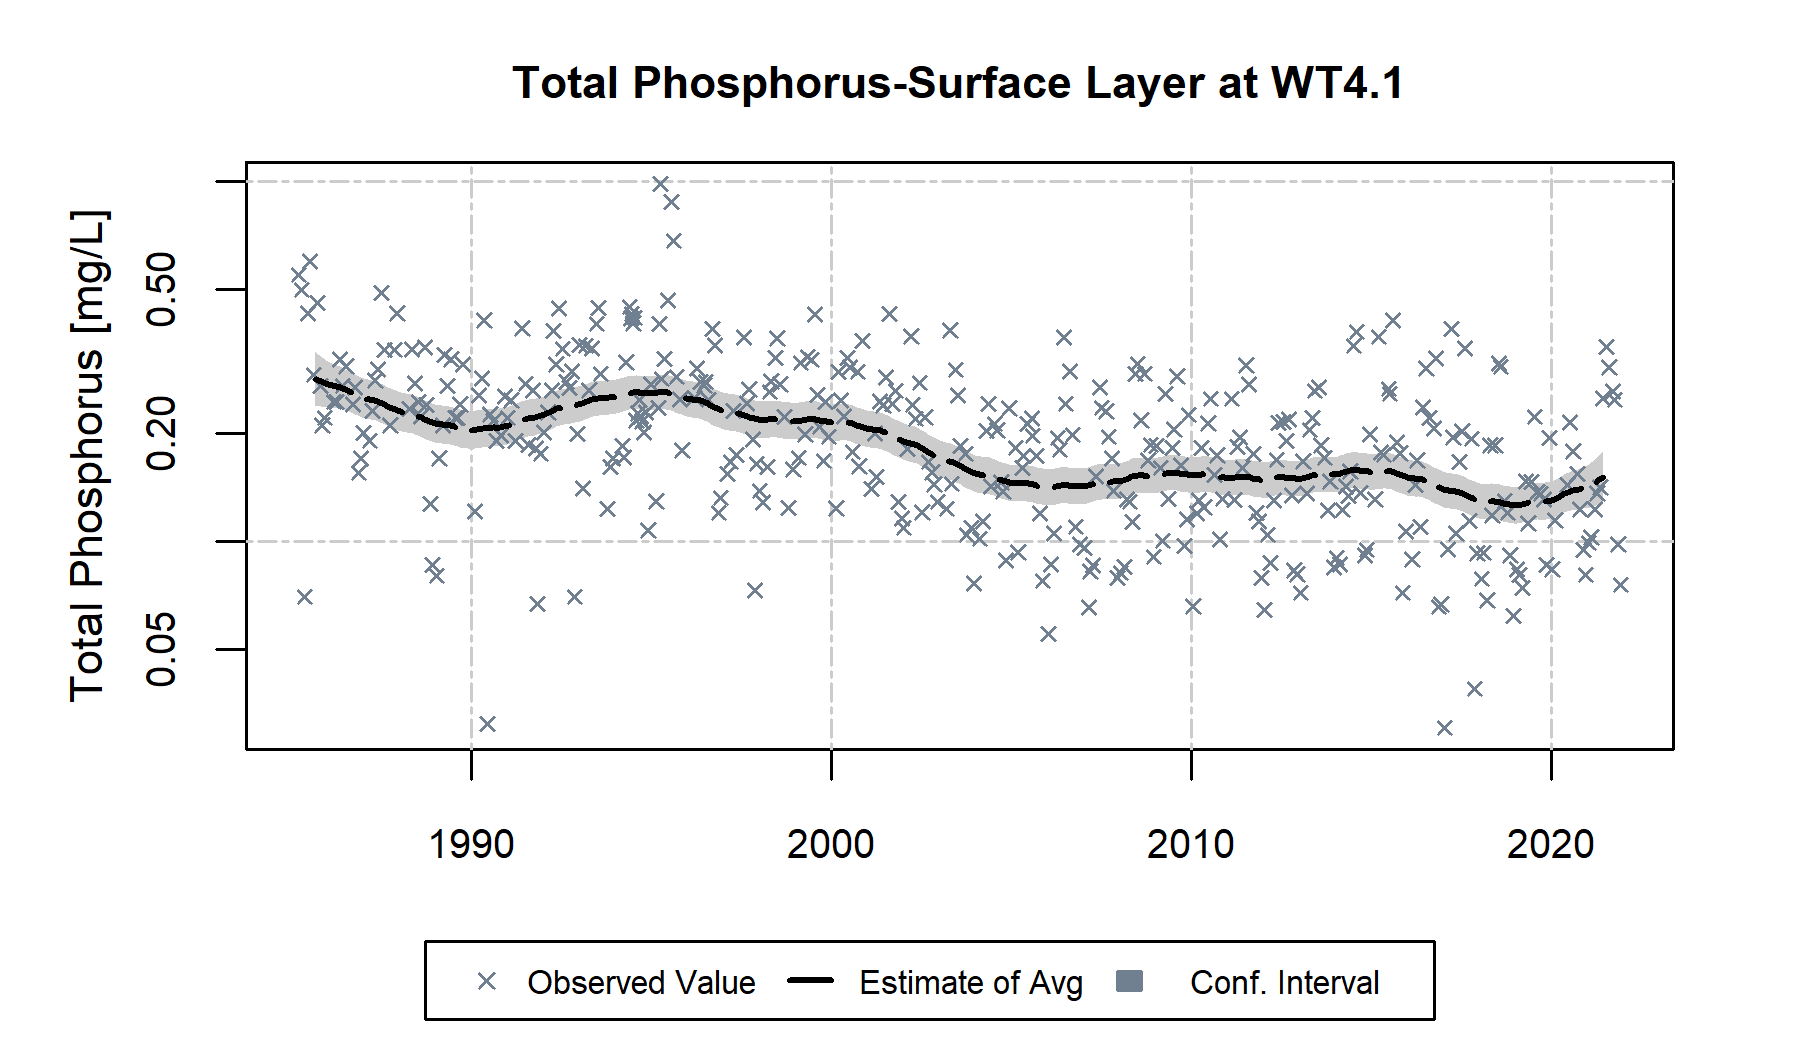 Total Phosphorus-Surface Layer at WT4.1
Total Phosphorus [mg/L]
0.50
0.20
0.05
1990 2000 2010 2020
Observed Value Estimate of Avg Conf. Interval